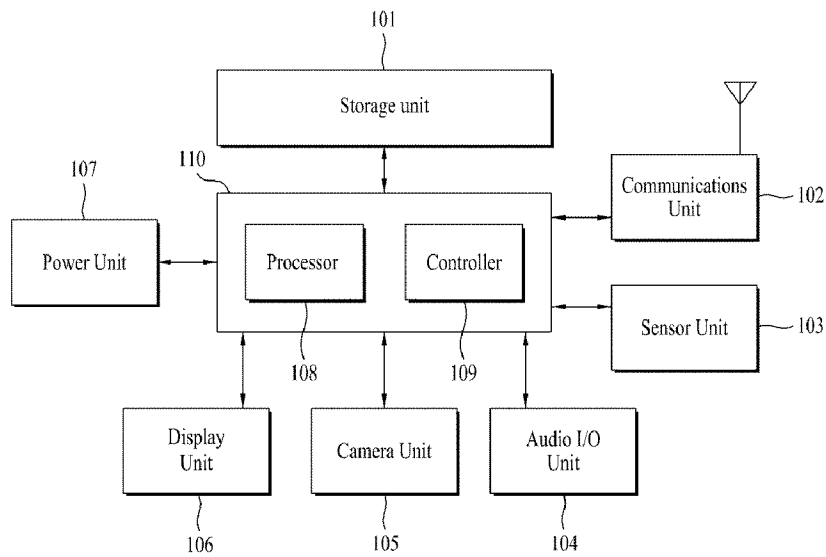 101
Storage unit
110
107
Power Unit
Processor
Controller
108
109
Communications
Unit
102
Sensor Unit
103
Display
Unit
106
Camera Unit
105
Audio I/O
Unit
104